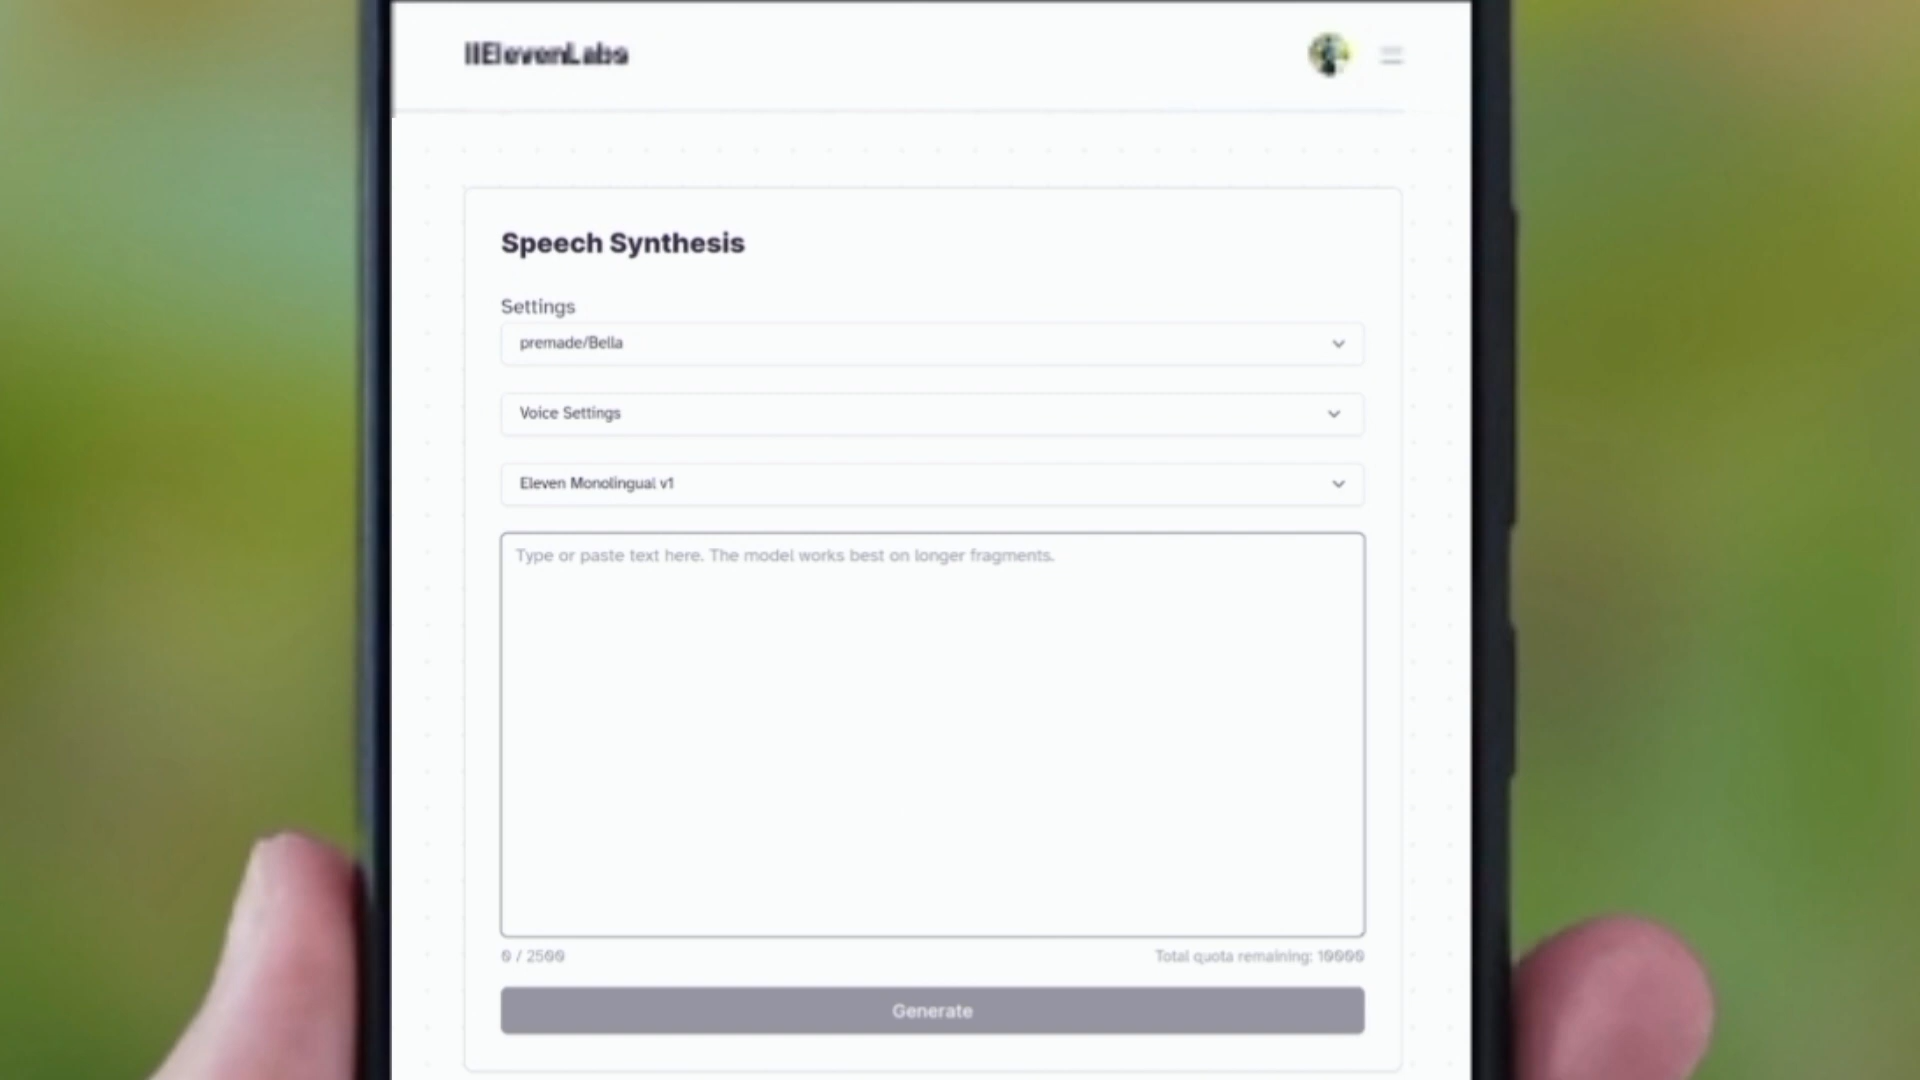 IIElevenLabs
Speech Synthesis
Settings
premade/Bella
Voice Settings
Eleven Monolingual v1
Type or paste text here. The model works best on longer fragments.
0 / 2500
Total quota remaining: 10000
Generate